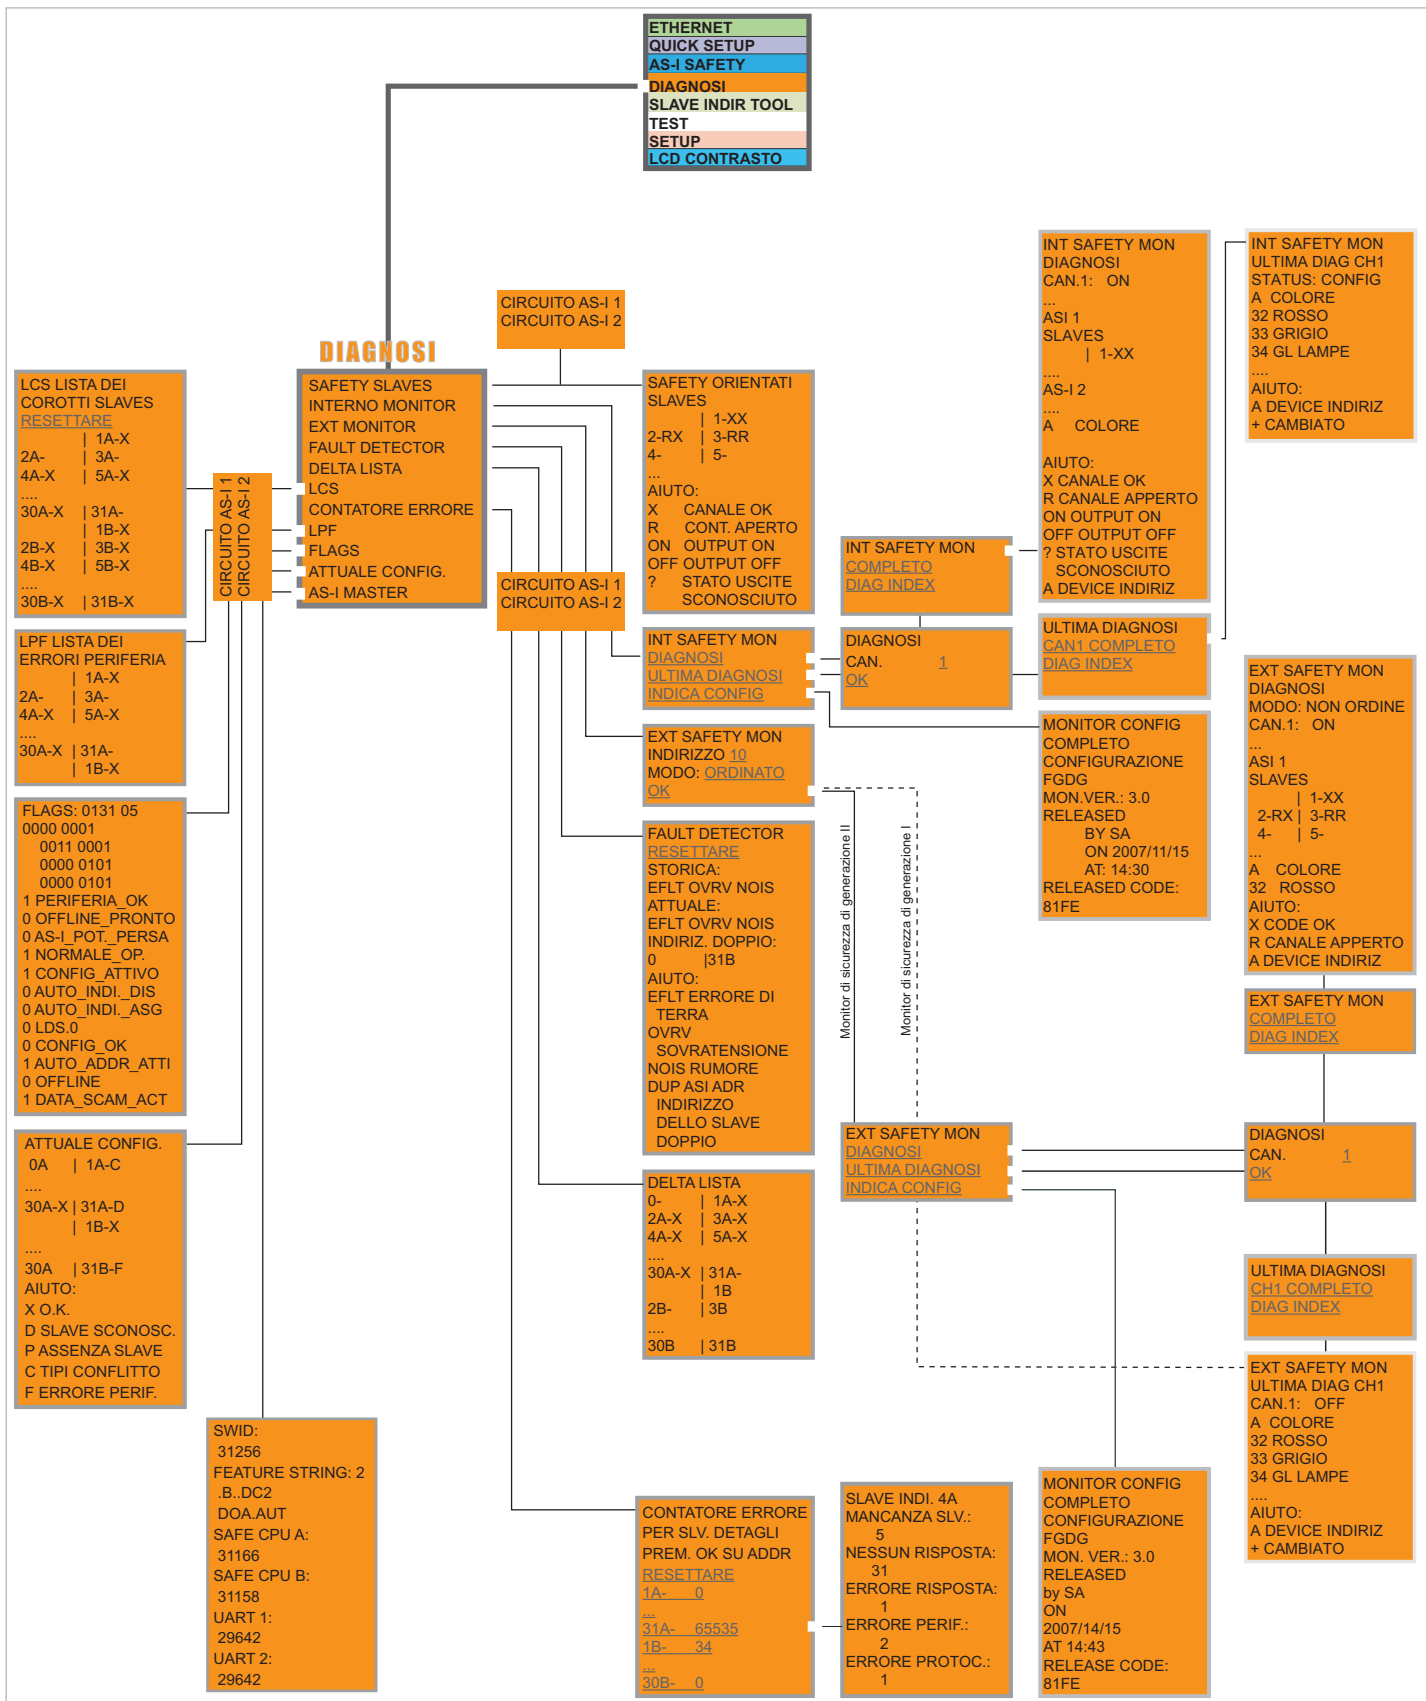 ETHERNET
QUICK SETUP
AS-I SAFETY
DIAGNOSI
SLAVE INDIR TOOL
TEST
SETUP
LCD CONTRASTO
DIAGNOSI
SAFETY SLAVES
INTERNO MONITOR
EXT MONITOR
FAULT DETECTOR
DELTA LISTA
LCS
CONTATORE ERRORE
LPF
FLAGS
ATTUALE CONFIG.
AS-I MASTER
CIRCUITO AS-I 1
CIRCUITO AS-I 2
LCS LISTA DEI
COROTTI SLAVES
RESETTARE
| 1A-X
2A- | 3A-
4A-X | 5A-X
....
30A-X | 31A-
| 1B-X
2B-X | 3B-X
4B-X | 5B-X
....
30B-X | 31B-X
LPF LISTA DEI
ERRORI PERIFERIA
| 1A-X
2A- | 3A-
4A-X | 5A-X
....
30A-X | 31A-
| 1B-X
FLAGS: 0131 05
0000 0001
0011 0001
0000 0101
0000 0101
1 PERIFERIA_OK
0 OFFLINE_PRONTO
0 AS-I_POT._PERSA
1 NORMALE_OP.
1 CONFIG_ATTIVO
0 AUTO_INDI._DIS
0 AUTO_INDI._ASG
0 LDS.0
0 CONFIG_OK
1 AUTO_ADDR_ATTI
0 OFFLINE
1 DATA_SCAM_ACT
ATTUALE CONFIG.
0A | 1A-C
....
30A-X | 31A-D
| 1B-X
....
30A | 31B-F
AIUTO:
X O.K.
D SLAVE SCONOSC.
P ASSENZA SLAVE
C TIPI CONFLITTO
F ERRORE PERIF.
SWID:
31256
FEATURE STRING: 2
.B..DC2
DOA.AUT
SAFE CPU A:
31166
SAFE CPU B:
31158
UART 1:
29642
UART 2:
29642
CIRCUITO AS-I 1
CIRCUITO AS-I 2
SAFETY ORIENTATI
SLAVES
| 1-XX
2-RX | 3-RR
4- | 5-
...
AIUTO:
X CANALE OK
R CONT. APERTO
ON OUTPUT ON
OFF OUTPUT OFF
? STATO USCITE
SCONOSCIUTO
CIRCUITO AS-I 1
CIRCUITO AS-I 2
INT SAFETY MON
DIAGNOSI
ULTIMA DIAGNOSI
INDICA CONFIG
EXT SAFETY MON
INDIRIZZO 10
MODO: ORDINATO
OK
FAULT DETECTOR
RESETTARE
STORICA:
EFLT OVRV NOIS
ATTUALE:
EFLT OVRV NOIS
INDIRIZ. DOPPIO:
0 |31B
AIUTO:
EFLT ERRORE DI
TERRA
OVRV
SOVRATENSIONE
NOIS RUMORE
DUP ASI ADR
INDIRIZZO
DELLO SLAVE
DOPPIO
DELTA LISTA
0- | 1A-X
2A-X | 3A-X
4A-X | 5A-X
....
30A-X | 31A-
| 1B
2B- | 3B
....
30B | 31B
CONTATORE ERRORE
PER SLV. DETAGLI
PREM. OK SU ADDR
RESETTARE
1A- 0
...
31A- 65535
1B- 34
...
30B- 0
SLAVE INDI. 4A
MANCANZA SLV.:
5
NESSUN RISPOSTA:
31
ERRORE RISPOSTA:
1
ERRORE PERIF.:
2
ERRORE PROTOC.:
1
INT SAFETY MON
COMPLETO
DIAG INDEX
DIAGNOSI
CAN. 1
OK
Monitor di sicurezza di generazione II
Monitor di sicurezza di generazione I
EXT SAFETY MON
DIAGNOSI
ULTIMA DIAGNOSI
INDICA CONFIG
INT SAFETY MON
DIAGNOSI
CAN.1: ON
...
ASI 1
SLAVES
| 1-XX
....
AS-I 2
....
A COLORE
AIUTO:
X CANALE OK
R CANALE APPERTO
ON OUTPUT ON
OFF OUTPUT OFF
? STATO USCITE
SCONOSCIUTO
A DEVICE INDIRIZ
ULTIMA DIAGNOSI
CAN1 COMPLETO
DIAG INDEX
MONITOR CONFIG
COMPLETO
CONFIGURAZIONE
FGDG
MON.VER.: 3.0
RELEASED
BY SA
ON 2007/11/15
AT: 14:30
RELEASED CODE:
81FE
INT SAFETY MON
ULTIMA DIAG CH1
STATUS: CONFIG
A COLORE
32 ROSSO
33 GRIGIO
34 GL LAMPE
....
AIUTO:
A DEVICE INDIRIZ
+ CAMBIATO
EXT SAFETY MON
DIAGNOSI
MODO: NON ORDINE
CAN.1: ON
...
ASI 1
SLAVES
| 1-XX
2-RX | 3-RR
4- | 5-
...
A COLORE
32 ROSSO
AIUTO:
X CODE OK
R CANALE APPERTO
A DEVICE INDIRIZ
EXT SAFETY MON
COMPLETO
DIAG INDEX
DIAGNOSI
CAN. 1
OK
ULTIMA DIAGNOSI
CH1 COMPLETO
DIAG INDEX
EXT SAFETY MON
ULTIMA DIAG CH1
CAN.1: OFF
A COLORE
32 ROSSO
33 GRIGIO
34 GL LAMPE
....
AIUTO:
A DEVICE INDIRIZ
+ CAMBIATO
MONITOR CONFIG
COMPLETO
CONFIGURAZIONE
FGDG
MON. VER.: 3.0
RELEASED
by SA
ON
2007/14/15
AT 14:43
RELEASE CODE:
81FE